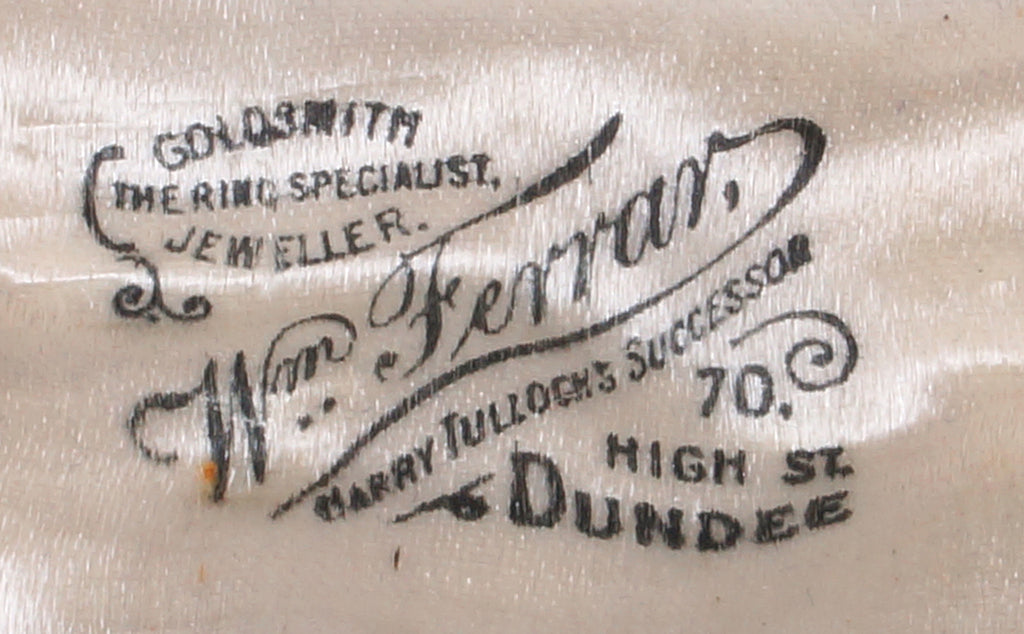 GOLDSMITH
THE RING SPECIALIST,
JEWELLER.
Wm. Ferrar.
HARRY TULLOCH'S SUCCESSOR
70.
HIGH ST.
DUNDEE